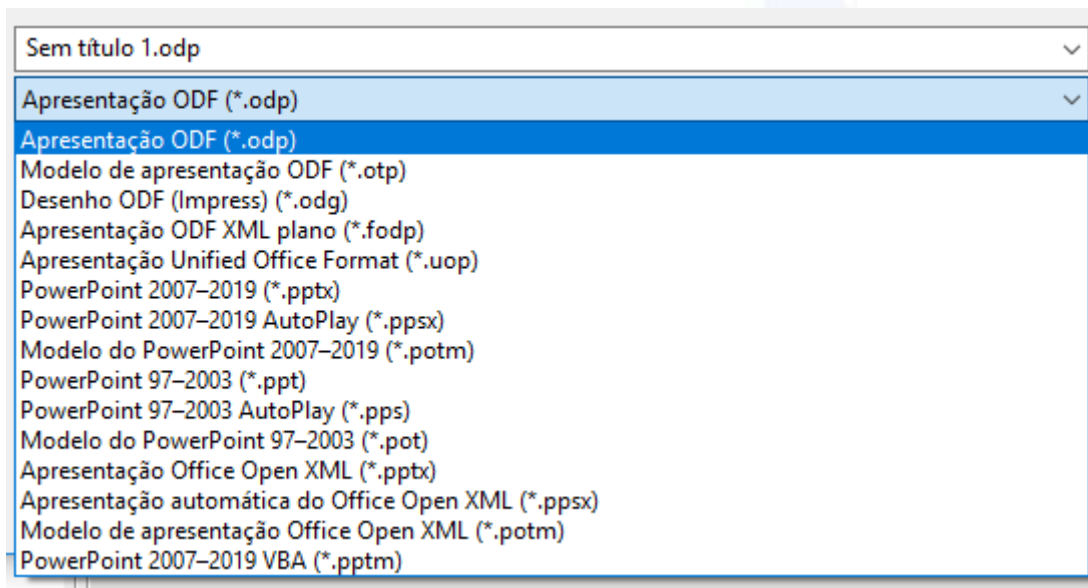 Sem título 1.odp
Apresentação ODF (*.odp)
Apresentação ODF (*.odp)
Modelo de apresentação ODF (*.otp)
Desenho ODF (Impress) (*.odg)
Apresentação ODF XML plano (*.fodp)
Apresentação Unified Office Format (*.uop)
PowerPoint 2007–2019 (*.pptx)
PowerPoint 2007–2019 AutoPlay (*.ppsx)
Modelo do PowerPoint 2007–2019 (*.potm)
PowerPoint 97–2003 (*.ppt)
PowerPoint 97–2003 AutoPlay (*.pps)
Modelo do PowerPoint 97–2003 (*.pot)
Apresentação Office Open XML (*.pptx)
Apresentação automática do Office Open XML (*.ppsx)
Modelo de apresentação Office Open XML (*.potm)
PowerPoint 2007–2019 VBA (*.pptm)